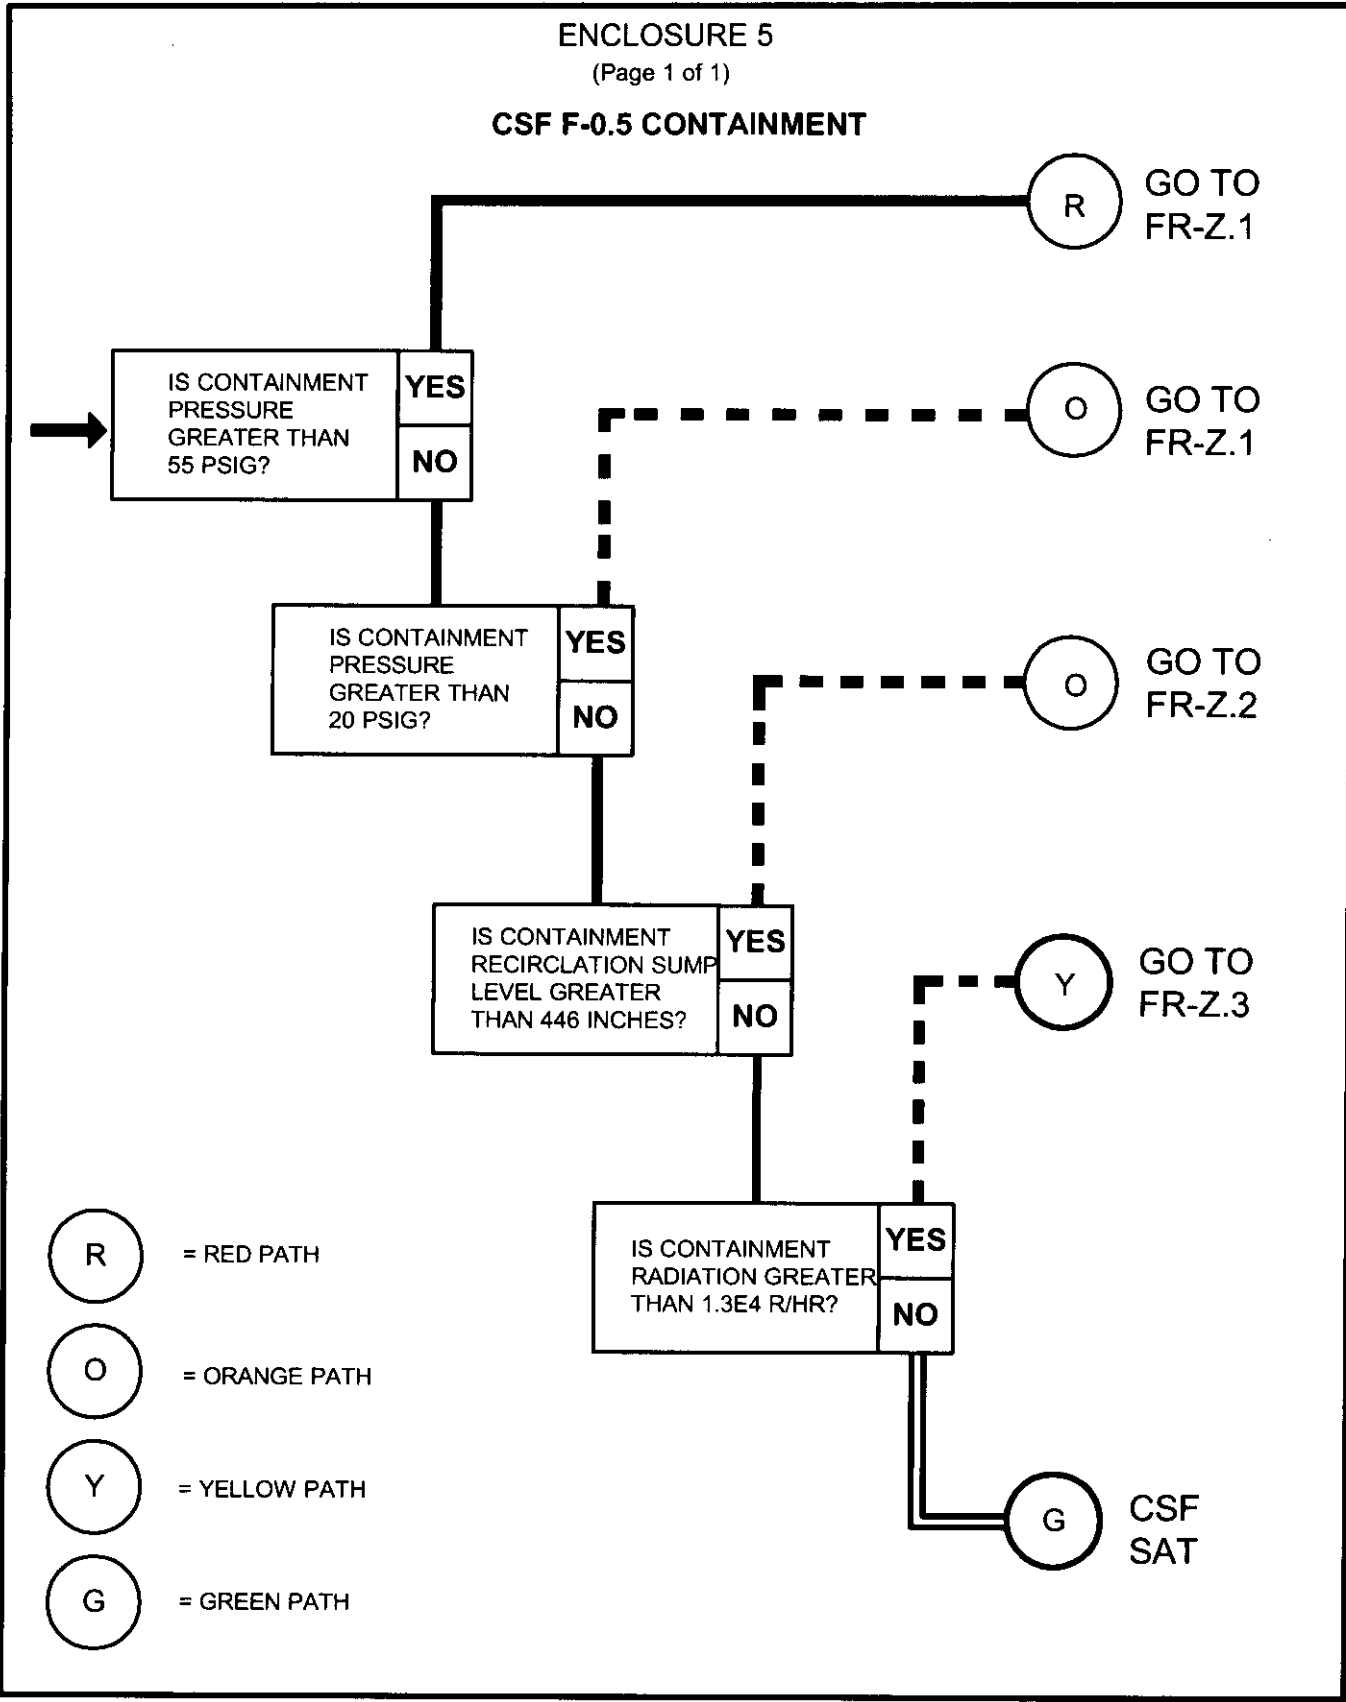 ENCLOSURE 5
(Page 1 of 1)
CSF F-0.5 CONTAINMENT
R
GO TO
FR-Z.1
IS CONTAINMENT
PRESSURE
GREATER THAN
55 PSIG?
YES
NO
O
GO TO
FR-Z.1
IS CONTAINMENT
PRESSURE
GREATER THAN
20 PSIG?
YES
NO
O
GO TO
FR-Z.2
IS CONTAINMENT
RECIRCLATION SUMP
LEVEL GREATER
THAN 446 INCHES?
YES
NO
Y
GO TO
FR-Z.3
IS CONTAINMENT
RADIATION GREATER
THAN 1.3E4 R/HR?
YES
NO
G
CSF
SAT
R = RED PATH
O = ORANGE PATH
Y = YELLOW PATH
G = GREEN PATH